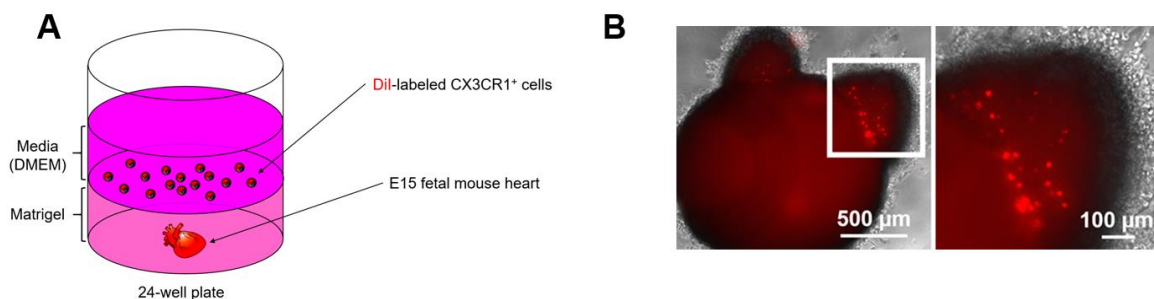 A
DiI-labeled CX3CR1⁺ cells
Media
(DMEM)
E15 fetal mouse heart
Matrigel
24-well plate
B
500 µm
100 µm